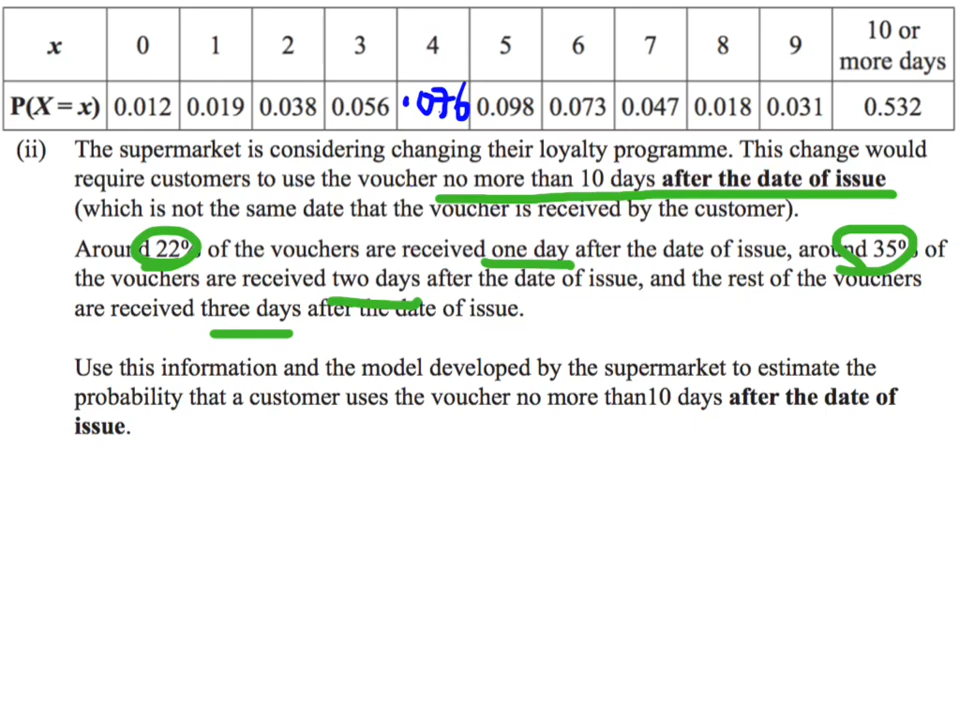 x 0 1 2 3 4 5 6 7 8 9 10 or more days
P(X = x) 0.012 0.019 0.038 0.056 .076 0.098 0.073 0.047 0.018 0.031 0.532
(ii) The supermarket is considering changing their loyalty programme. This change would
require customers to use the voucher no more than 10 days after the date of issue
(which is not the same date that the voucher is received by the customer).
Around 22% of the vouchers are received one day after the date of issue, around 35% of
the vouchers are received two days after the date of issue, and the rest of the vouchers
are received three days after the date of issue.
Use this information and the model developed by the supermarket to estimate the
probability that a customer uses the voucher no more than10 days after the date of
issue.